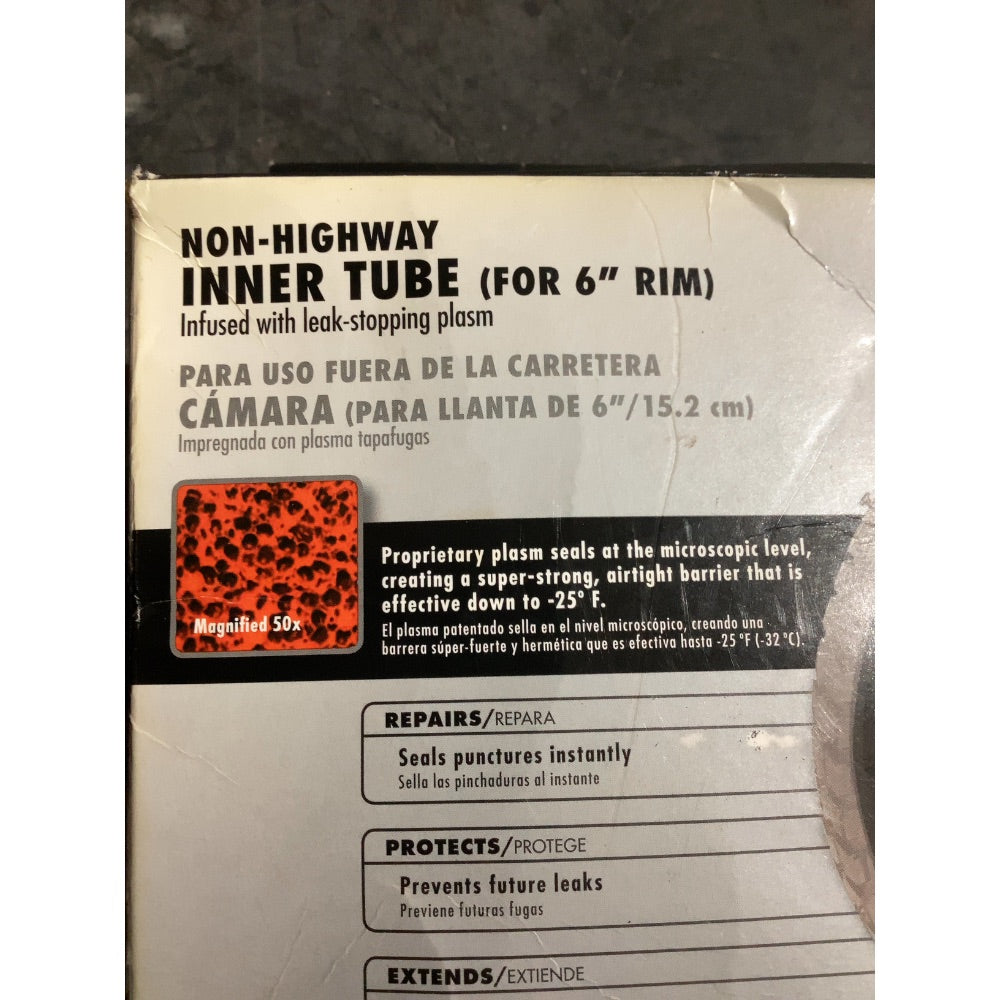 NON-HIGHWAY
INNER TUBE (FOR 6" RIM)
Infused with leak-stopping plasm
PARA USO FUERA DE LA CARRETERA
CÁMARA (PARA LLANTA DE 6"/15.2 cm)
Impregnada con plasma tapafugas
Magnified 50x
Proprietary plasm seals at the microscopic level,
creating a super-strong, airtight barrier that is
effective down to -25° F.
El plasma patentado sella en el nivel microscópico, creando una
barrera súper-fuerte y hermética que es efectiva hasta -25 °F (-32 °C).
REPAIRS/REPARA
Seals punctures instantly
Sella las pinchaduras al instante
PROTECTS/PROTEGE
Prevents future leaks
Previene futuras fugas
EXTENDS/EXTIENDE